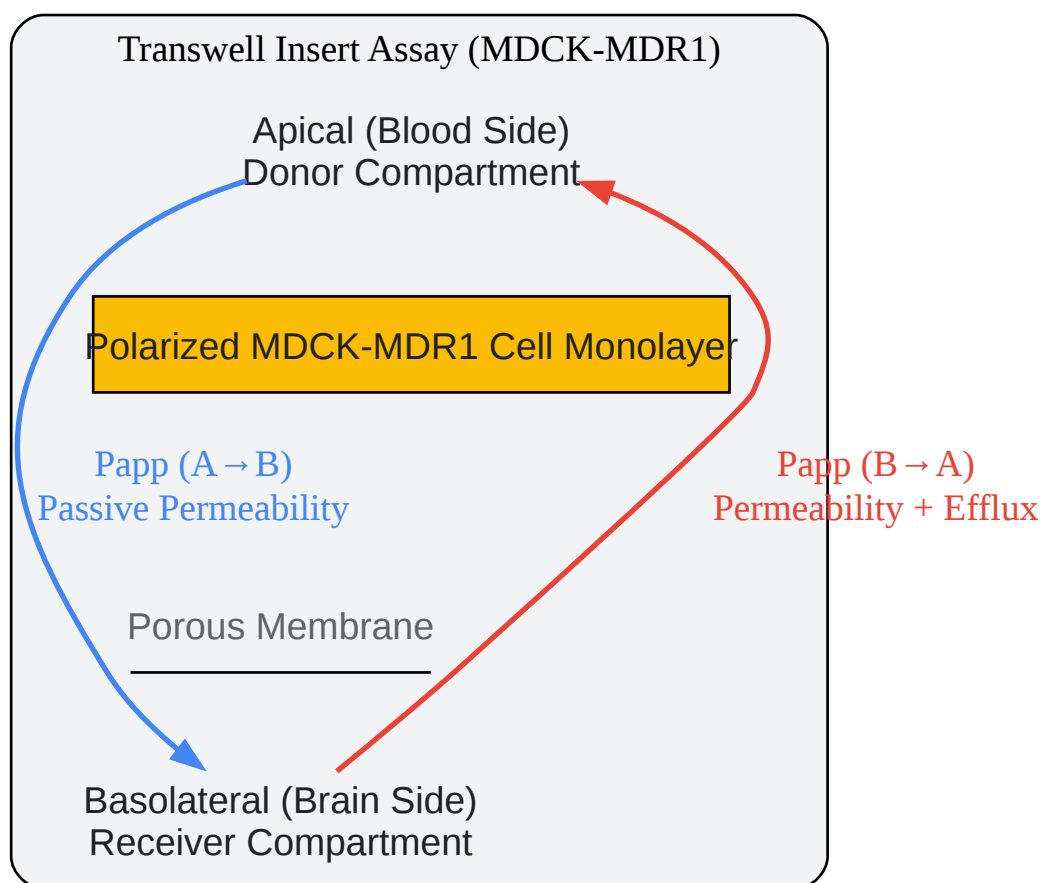 Transwell Insert Assay (MDCK-MDR1)
Apical (Blood Side)
Donor Compartment
Polarized MDCK-MDR1 Cell Monolayer
Papp (A→B)
Passive Permeability
Papp (B→A)
Permeability + Efflux
Porous Membrane
Basolateral (Brain Side)
Receiver Compartment